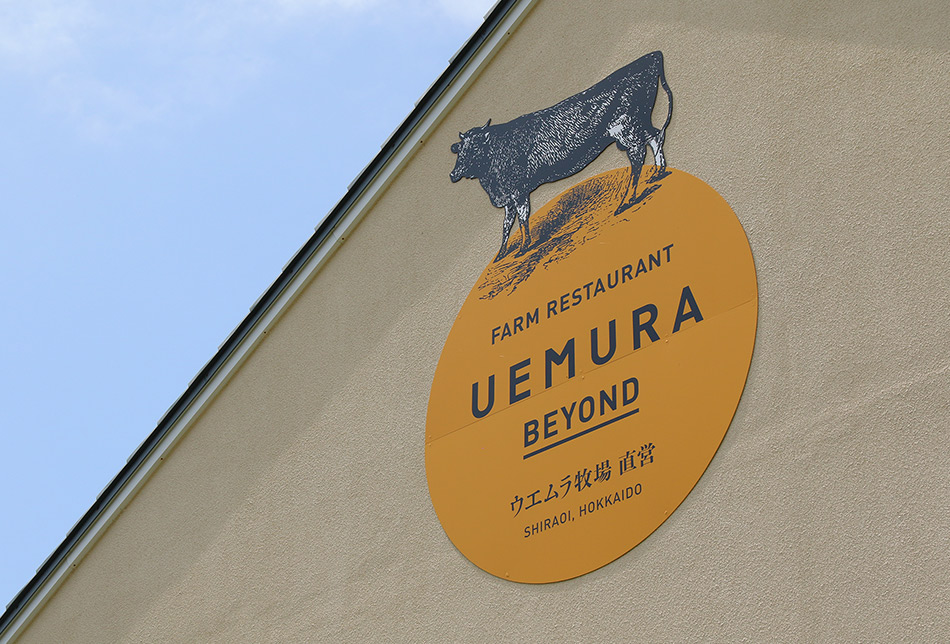 FARM RESTAURANT
UEMURA
BEYOND
ウエムラ牧場 直営
SHIRAOI, HOKKAIDO